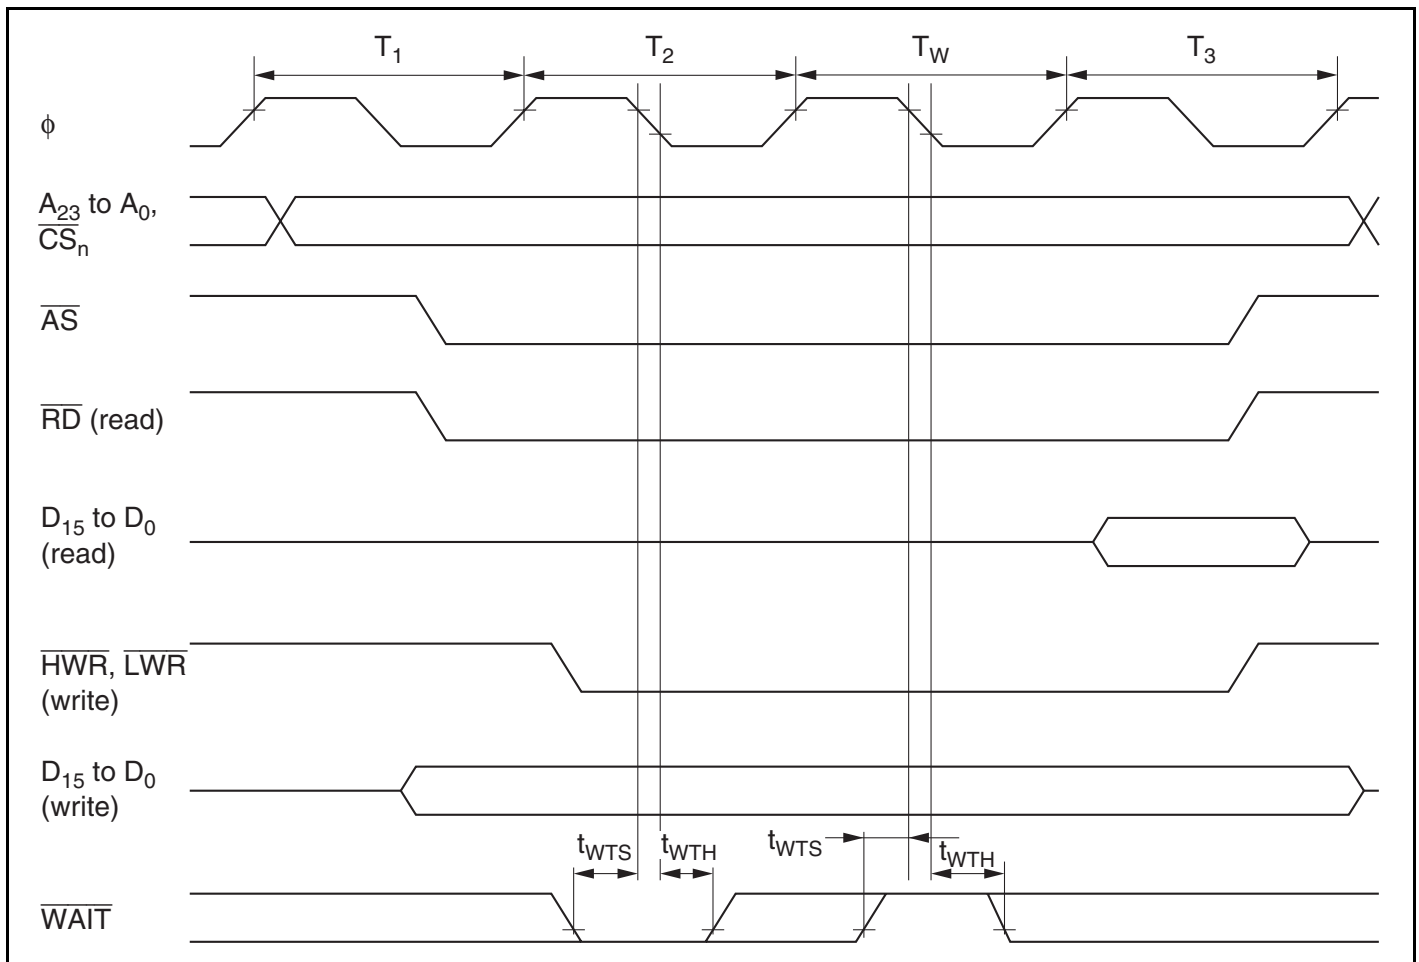 T1 T2 TW T3
ϕ
A23 to A0,
CSn
AS
RD (read)
D15 to D0
(read)
HWR, LWR
(write)
D15 to D0
(write)
tWTS tWTH tWTS tWTH
WAIT